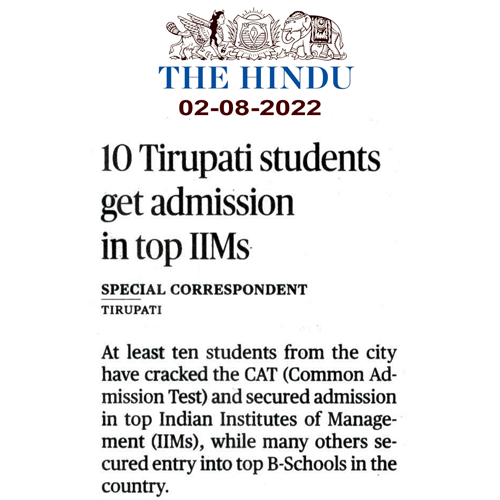 THE HINDU
02-08-2022
10 Tirupati students
get admission
in top IIMs
SPECIAL CORRESPONDENT
TIRUPATI
At least ten students from the city
have cracked the CAT (Common Ad-
mission Test) and secured admission
in top Indian Institutes of Manage-
ment (IIMs), while many others se-
cured entry into top B-Schools in the
country.